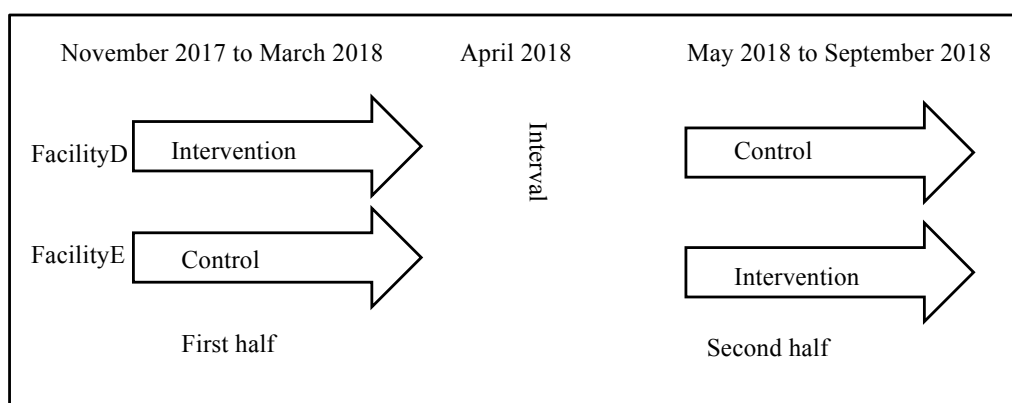 November 2017 to March 2018
April 2018
May 2018 to September 2018
FacilityD
Intervention
Interval
Control
FacilityE
Control
Intervention
First half
Second half